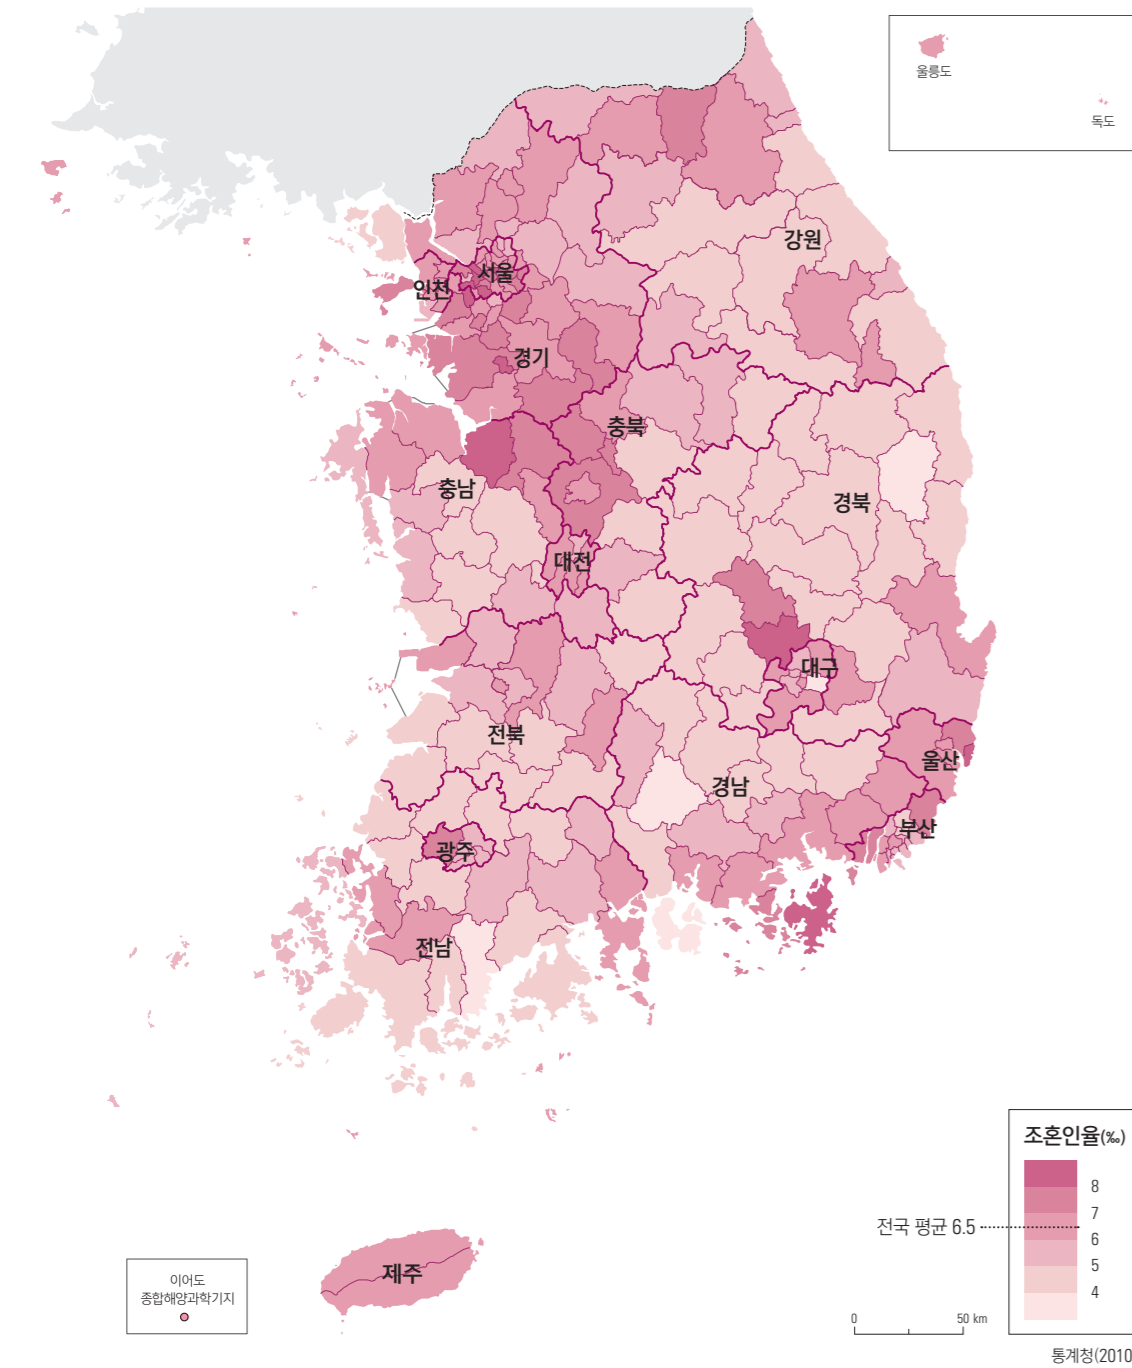 울릉도
독도
강원
서울
인천
경기
충북
충남
경북
대전
대구
전북
경남
울산
부산
광주
전남
제주
이어도
종합해양과학기지
조혼인율(‰)
8
7
전국 평균 6.5
6
5
4
0 50 km
통계청(2010